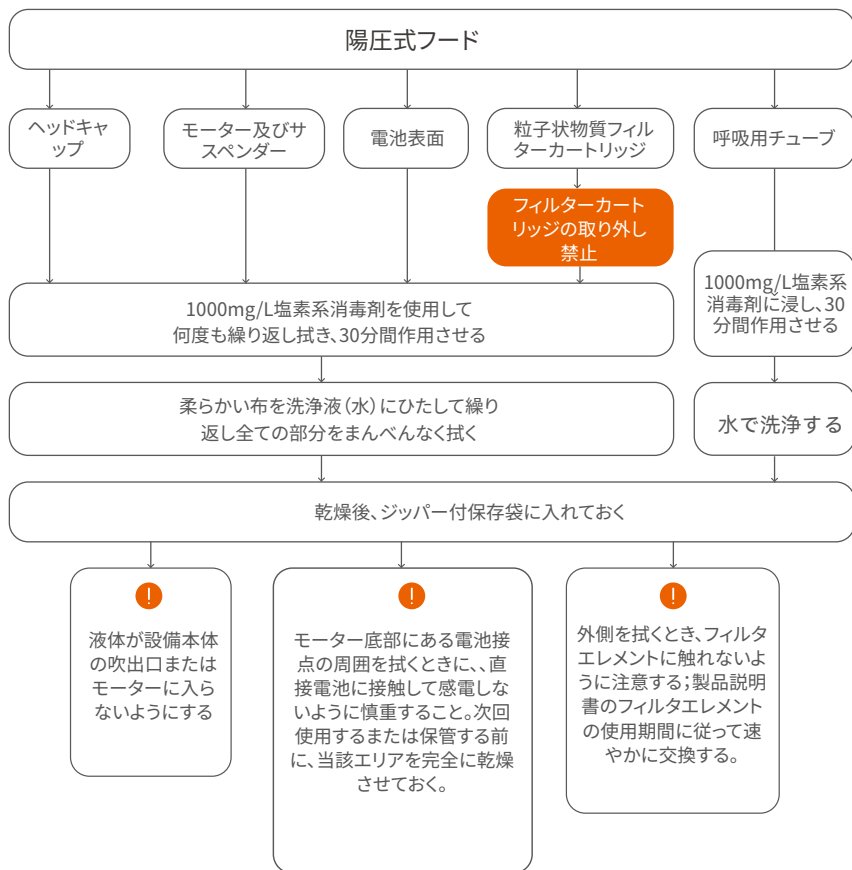 陽圧式フード
ヘッドキャ
ップ
モーター及びサ
スペンダー
電池表面
粒子状物質フィル
ターカートリッジ
呼吸用チューブ
フィルターカート
リッジの取り外し
禁止
1000mg/L塩素系消毒剤を使用して
何度も繰り返し拭き、30分間作用させる
1000mg/L塩素系
消毒剤に浸し、30
分間作用させる
柔らかい布を洗浄液(水)にひたして繰り
返し全ての部分をまんべんなく拭く
水で洗浄する
乾燥後、ジッパー付保存袋に入れておく
!
液体が設備本体
の吹出口または
モーターに入ら
ないようにする
!
モーター底部にある電池接
点の周囲を拭くときに、、直
接電池に接触して感電しな
いように慎重すること。次回
使用するまたは保管する前
に、当該エリアを完全に乾燥
させておく。
!
外側を拭くとき、フィルタ
エレメントに触れないよう
に注意する;製品説明
書のフィルタエレメント
の使用期間に従って速
やかに交換する。